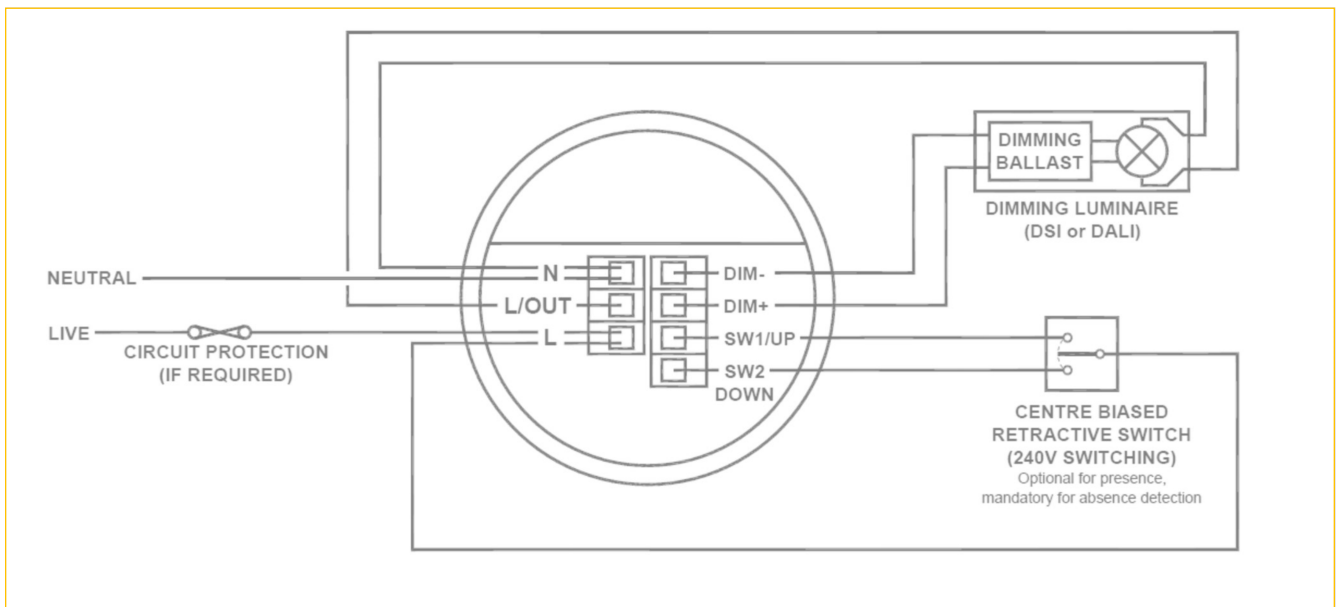 DIMMING
BALLAST
DIMMING LUMINAIRE
(DSI or DALI)
NEUTRAL
N
DIM-
L/OUT
DIM+
LIVE
L
SW1/UP
CIRCUIT PROTECTION
(IF REQUIRED)
SW2
DOWN
CENTRE BIASED
RETRACTIVE SWITCH
(240V SWITCHING)
Optional for presence,
mandatory for absence detection